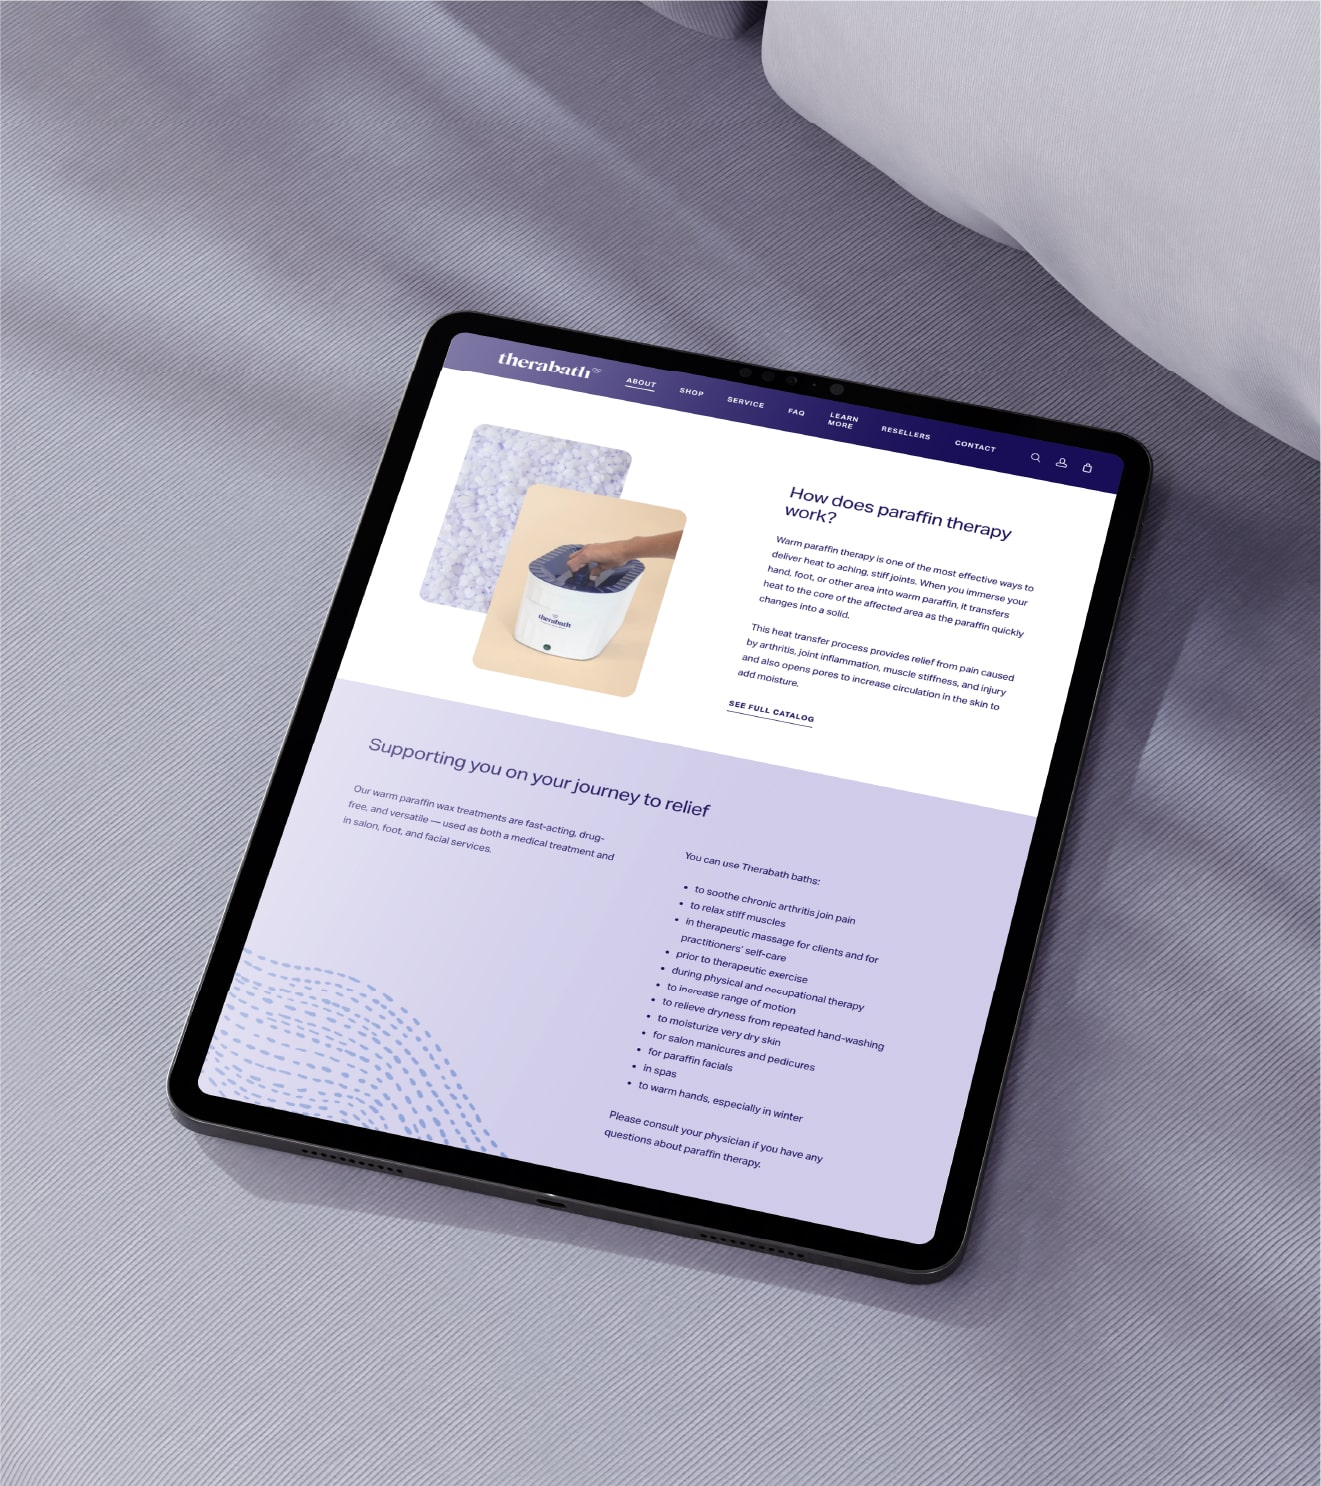 therabath
ABOUT
SHOP
SERVICE
FAQ
LEARN
MORE
RESELLERS
CONTACT
therabath
How does paraffin therapy
work?
Warm paraffin therapy is one of the most effective ways to
deliver heat to aching, stiff joints. When you immerse your
hand, foot, or other area into warm paraffin, it transfers
heat to the core of the affected area as the paraffin quickly
changes into a solid.
This heat transfer process provides relief from pain caused
by arthritis, joint inflammation, muscle stiffness, and injury
and also opens pores to increase circulation in the skin to
add moisture.
SEE FULL CATALOG
Supporting you on your journey to relief
Our warm paraffin wax treatments are fast-acting, drug-
free, and versatile — used as both a medical treatment and
in salon, foot, and facial services.
You can use Therabath baths:
• to soothe chronic arthritis join pain
• to relax stiff muscles
• in therapeutic massage for clients and for
practitioners' self-care
• prior to therapeutic exercise
• during physical and occupational therapy
• to increase range of motion
• to relieve dryness from repeated hand-washing
• to moisturize very dry skin
• for salon manicures and pedicures
• for paraffin facials
• in spas
• to warm hands, especially in winter
Please consult your physician if you have any
questions about paraffin therapy.